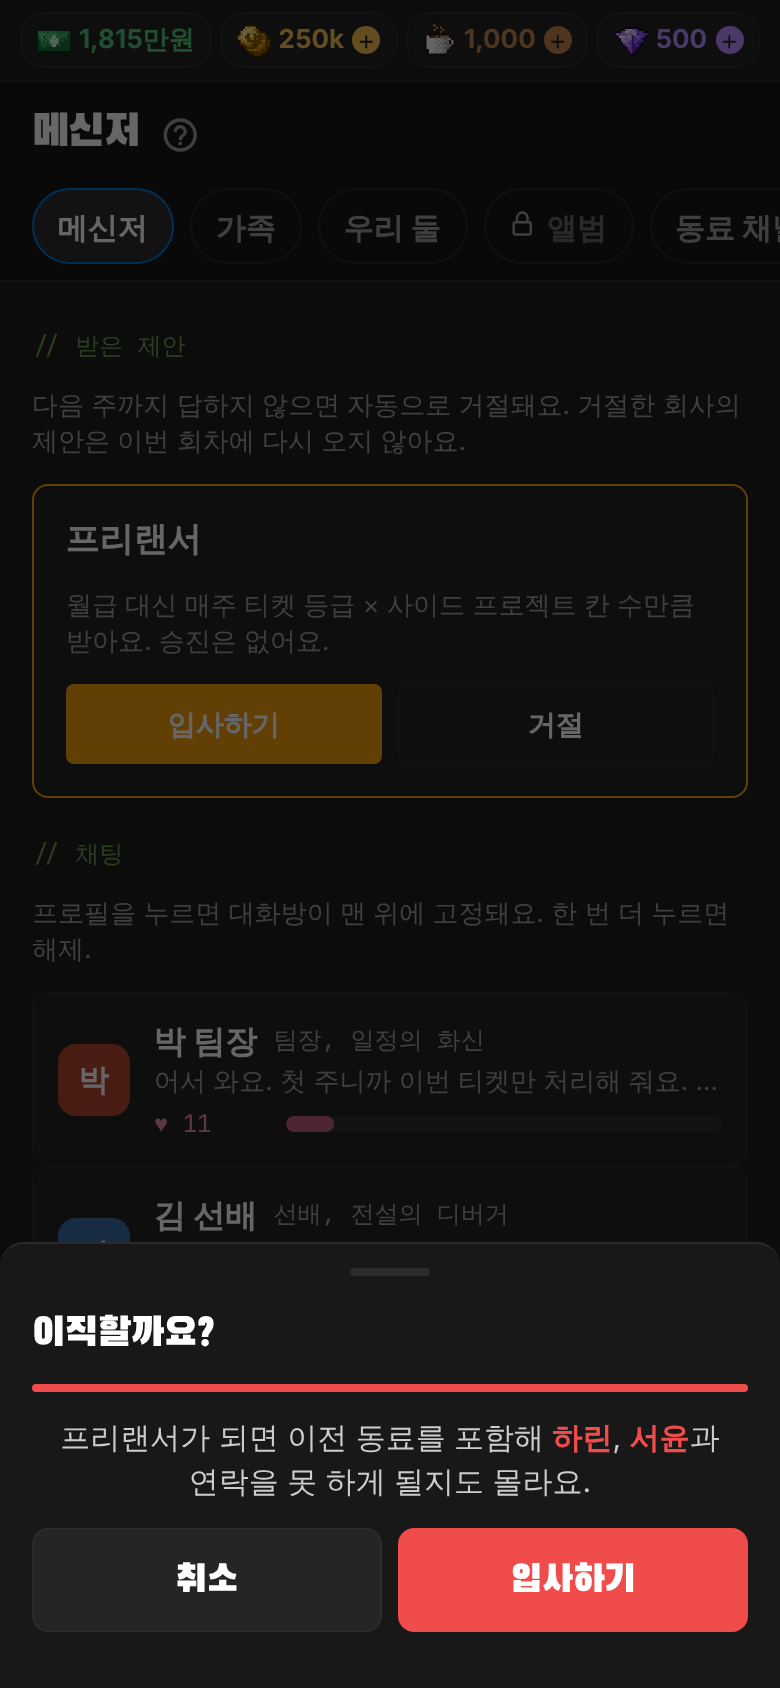 1,815만원 250k 1,000 500
메신저
메신저 가족 우리 둘 앨범 동료 채널
// 받은 제안
다음 주까지 답하지 않으면 자동으로 거절돼요. 거절한 회사의
제안은 이번 회차에 다시 오지 않아요.
프리랜서
월급 대신 매주 티켓 등급 × 사이드 프로젝트 칸 수만큼
받아요. 승진은 없어요.
입사하기 거절
// 채팅
프로필을 누르면 대화방이 맨 위에 고정돼요. 한 번 더 누르면
해제.
박 박 팀장 팀장, 일정의 화신
어서 와요. 첫 주니까 이번 티켓만 처리해 줘요. ...
♥ 11
김 선배 선배, 전설의 디버거
이직할까요?
프리랜서가 되면 이전 동료를 포함해 하린, 서윤과
연락을 못 하게 될지도 몰라요.
취소 입사하기